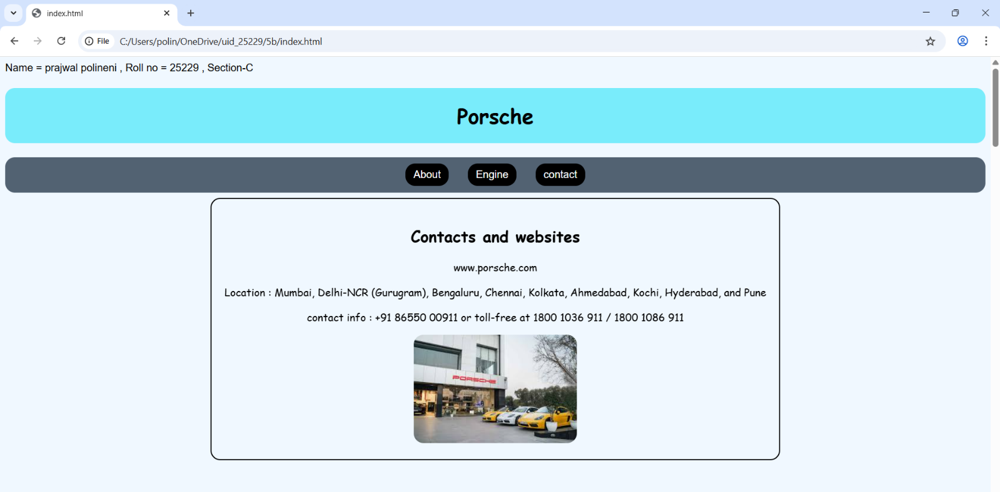 index.html
File C:/Users/polin/OneDrive/uid_25229/5b/index.html
Name = prajwal polineni , Roll no = 25229 , Section-C
Porsche
About Engine contact
Contacts and websites
www.porsche.com
Location : Mumbai, Delhi-NCR (Gurugram), Bengaluru, Chennai, Kolkata, Ahmedabad, Kochi, Hyderabad, and Pune
contact info : +91 86550 00911 or toll-free at 1800 1036 911 / 1800 1086 911
PORSCHE